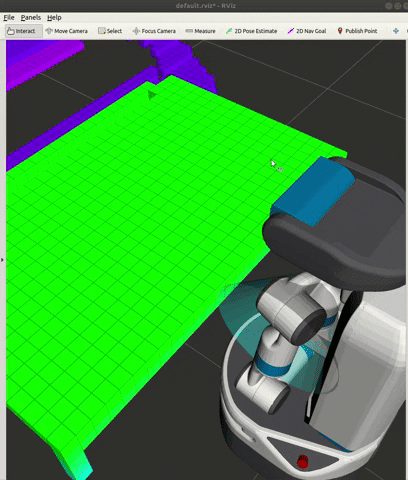 default.rviz* - RViz
File Panels Help
Interact Move Camera Select Focus Camera Measure 2D Pose Estimate 2D Nav Goal Publish Point